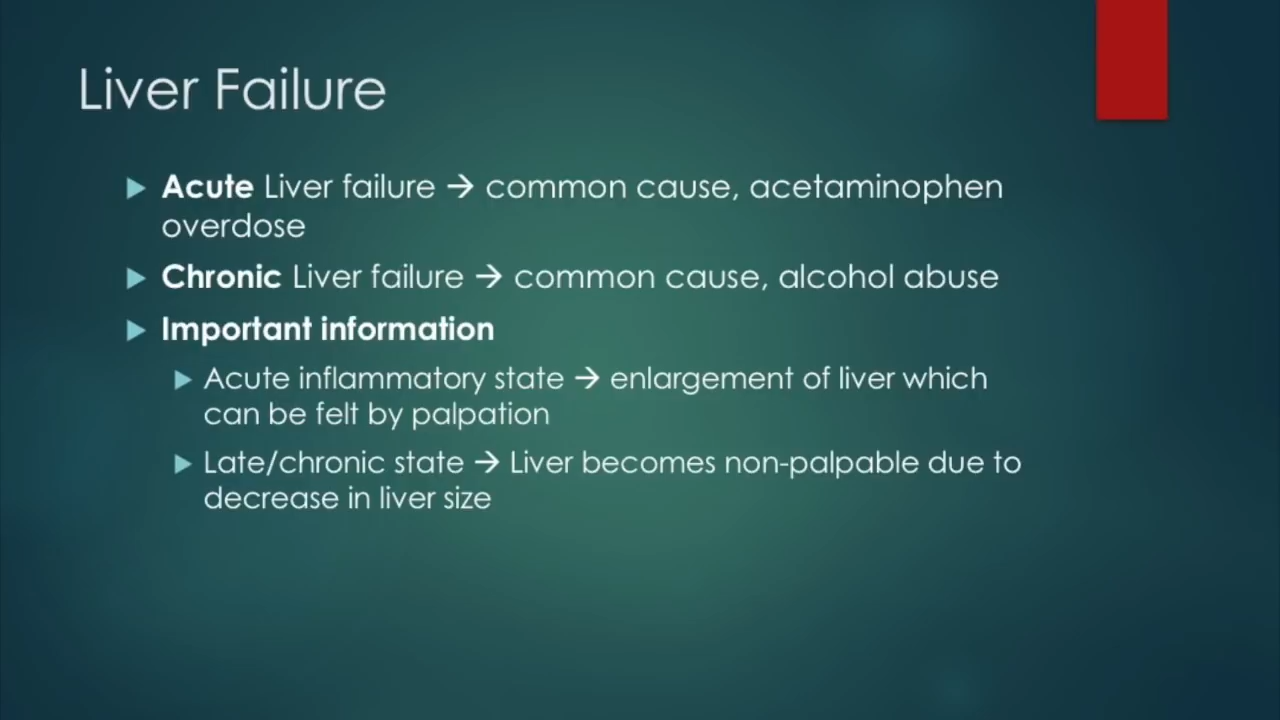 Liver Failure
Acute Liver failure → common cause, acetaminophen
overdose
Chronic Liver failure → common cause, alcohol abuse
Important information
Acute inflammatory state → enlargement of liver which
can be felt by palpation
Late/chronic state → Liver becomes non-palpable due to
decrease in liver size